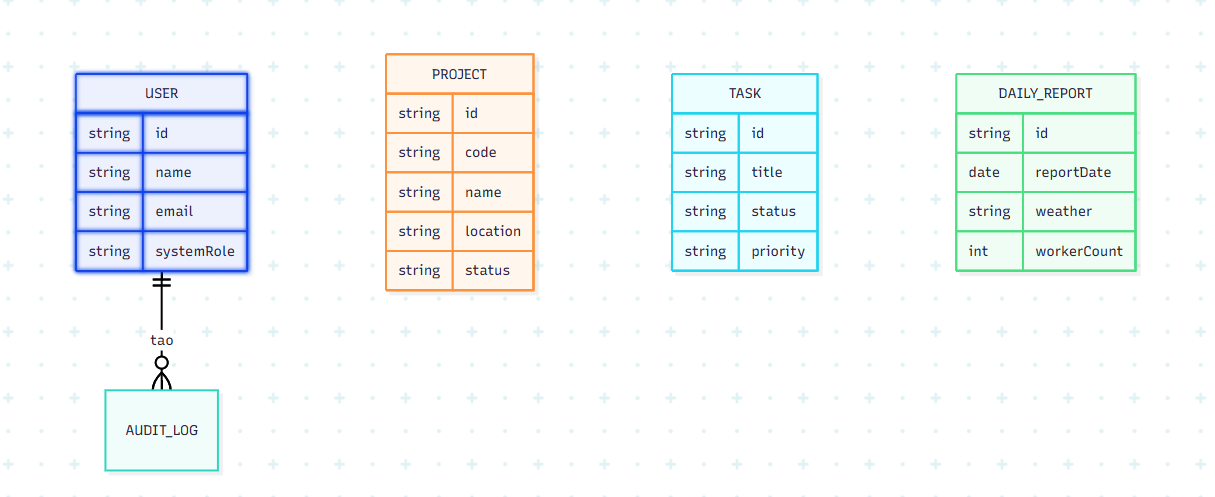 USER
string id
string name
string email
string systemRole
tao
AUDIT_LOG
PROJECT
string id
string code
string name
string location
string status
TASK
string id
string title
string status
string priority
DAILY_REPORT
string id
date reportDate
string weather
int workerCount